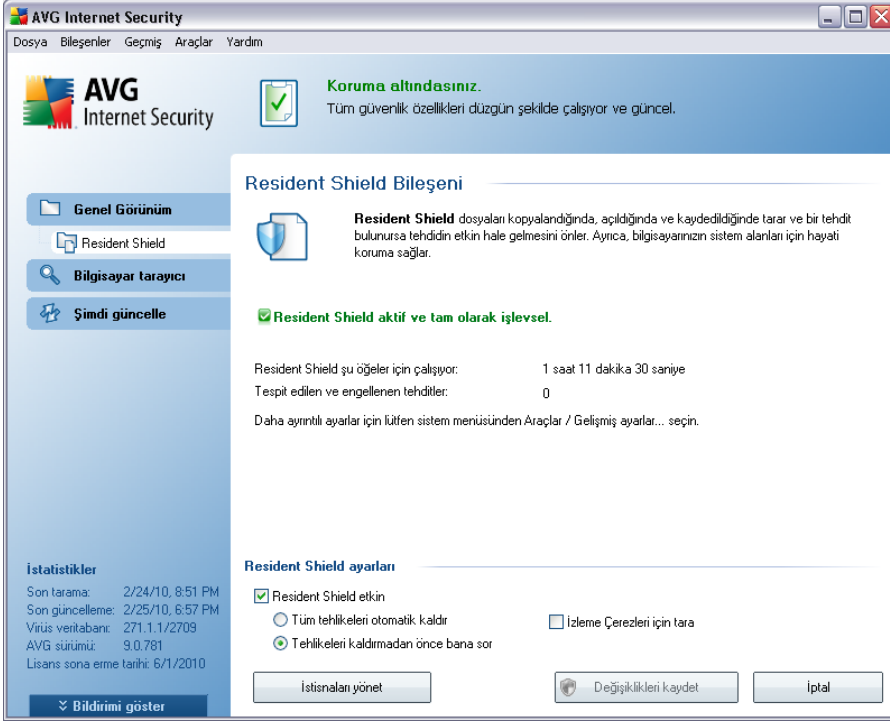 AVG Internet Security
Dosya Bileşenler Geçmiş Araçlar Yardım
AVG
Internet Security
Koruma altındasınız.
Tüm güvenlik özellikleri düzgün şekilde çalışıyor ve güncel.
Genel Görünüm
Resident Shield
Bilgisayar tarayıcı
Şimdi güncelle
Resident Shield Bileşeni
Resident Shield dosyaları kopyalandığında, açıldığında ve kaydedildiğinde tarar ve bir tehdit
bulunursa tehdidin etkin hale gelmesini önler. Ayrıca, bilgisayarınızın sistem alanları için hayati
koruma sağlar.
Resident Shield aktif ve tam olarak işlevsel.
Resident Shield şu öğeler için çalışıyor: 1 saat 11 dakika 30 saniye
Tespit edilen ve engellenen tehditler: 0
Daha ayrıntılı ayarlar için lütfen sistem menüsünden Araçlar / Gelişmiş ayarlar... seçin.
Resident Shield ayarları
Resident Shield etkin
Tüm tehlikeleri otomatik kaldır
İzleme Çerezleri için tara
Tehlikeleri kaldırmadan önce bana sor
İstisnaları yönet
Değişiklikleri kaydet
İptal
İstatistikler
Son tarama: 2/24/10, 8:51 PM
Son güncelleme: 2/25/10, 6:57 PM
Virüs veritabanı: 271.1.1/2709
AVG sürümü: 9.0.781
Lisans sona erme tarihi: 6/1/2010
Bildirimi göster